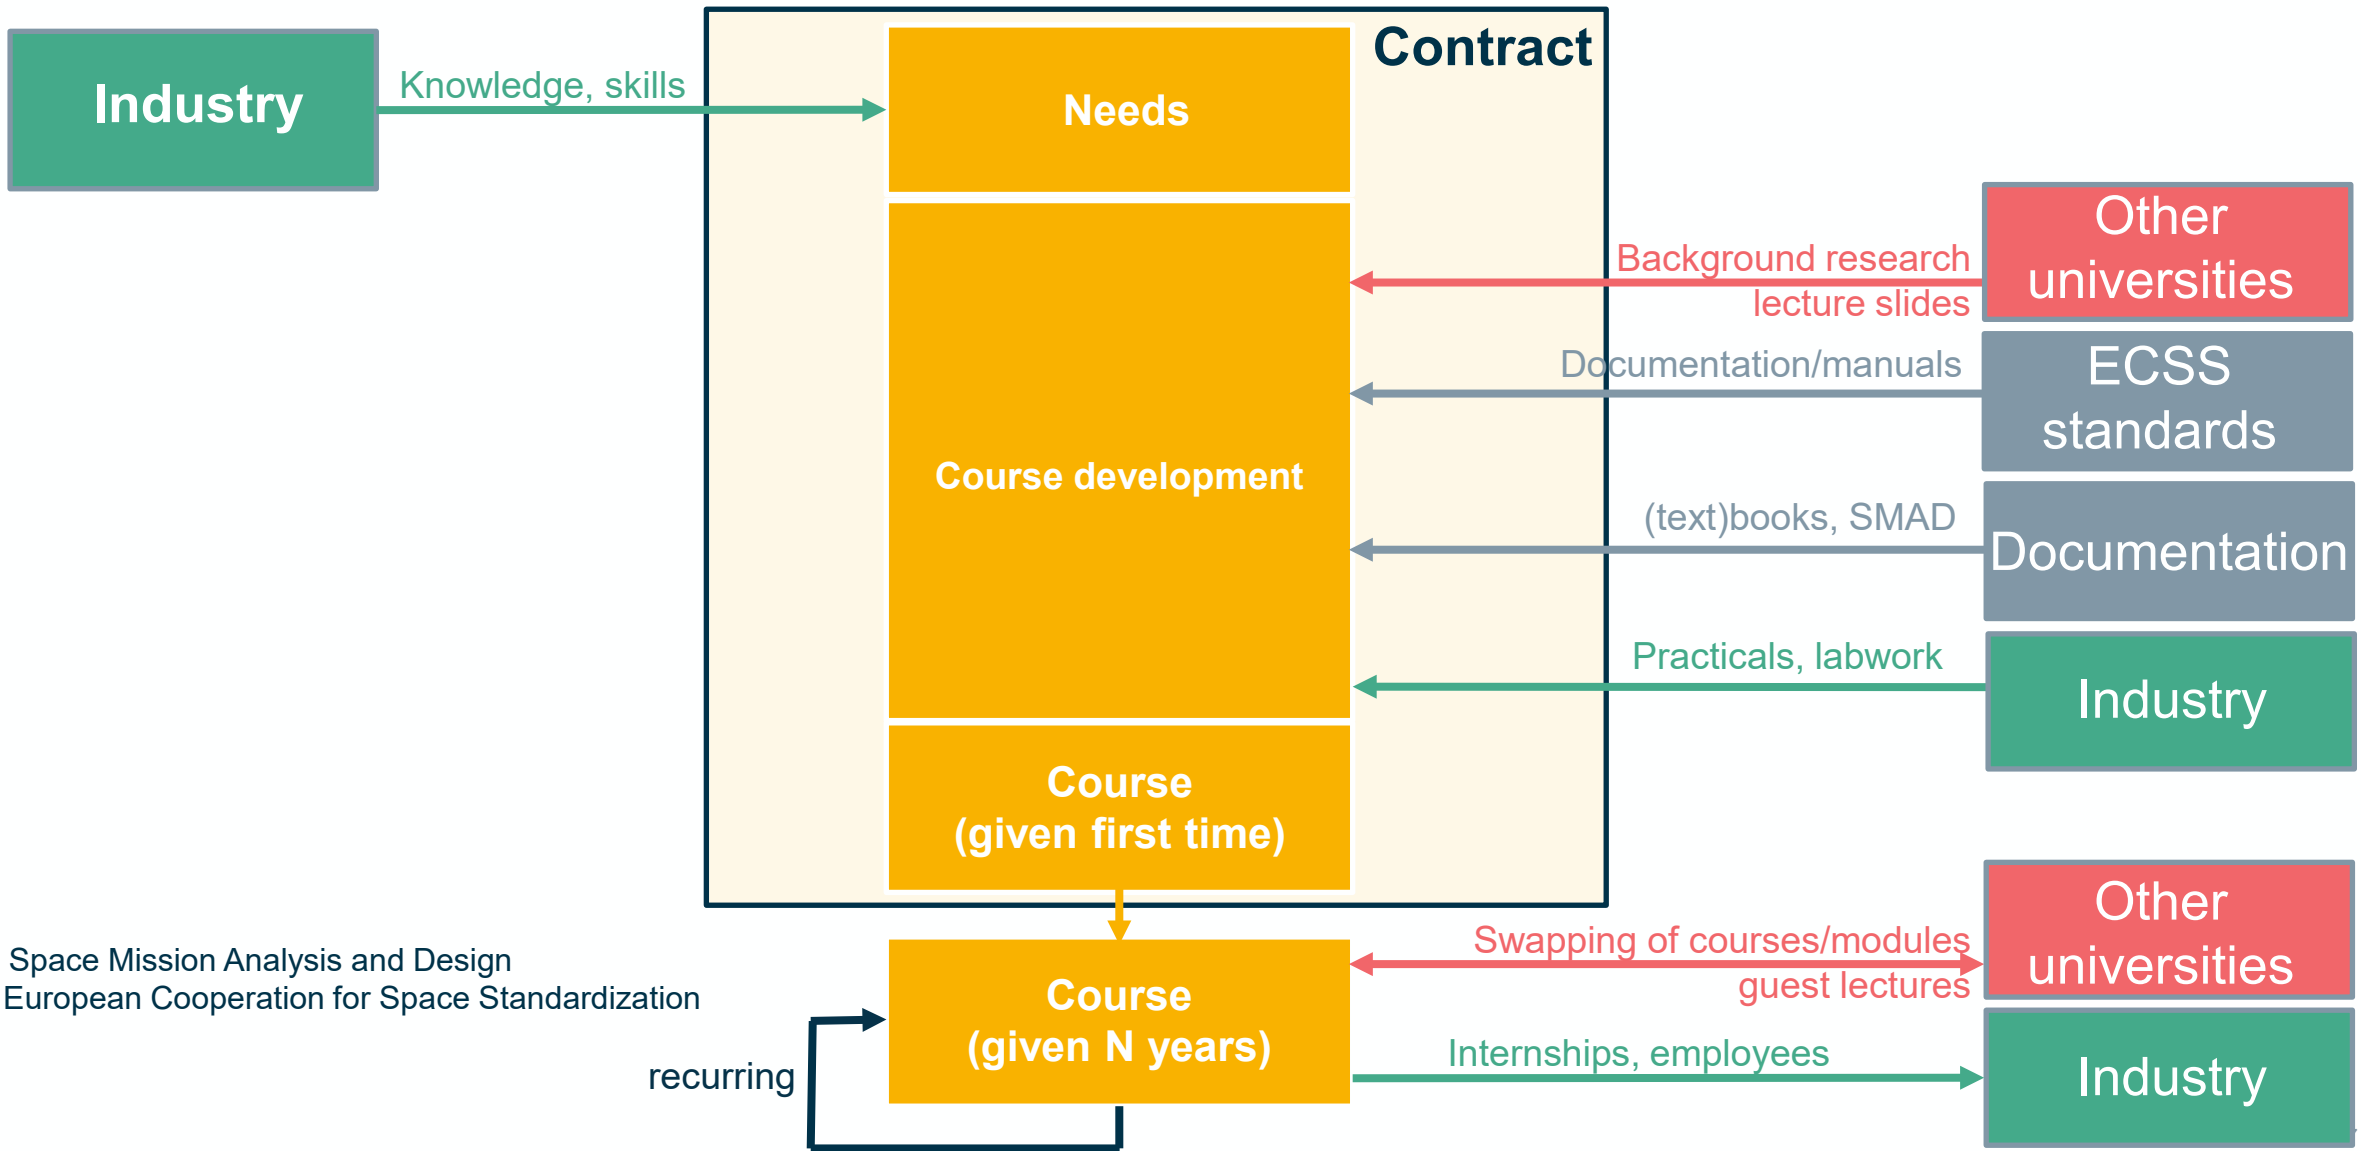 Contract
Industry
Knowledge, skills
Needs
Other
universities
Background research
lecture slides
ECSS
standards
Documentation/manuals
Course development
(text)books, SMAD
Documentation
Practicals, labwork
Industry
Course
(given first time)
Other
universities
Swapping of courses/modules
guest lectures
Space Mission Analysis and Design
European Cooperation for Space Standardization
Course
(given N years)
recurring
Internships, employees
Industry